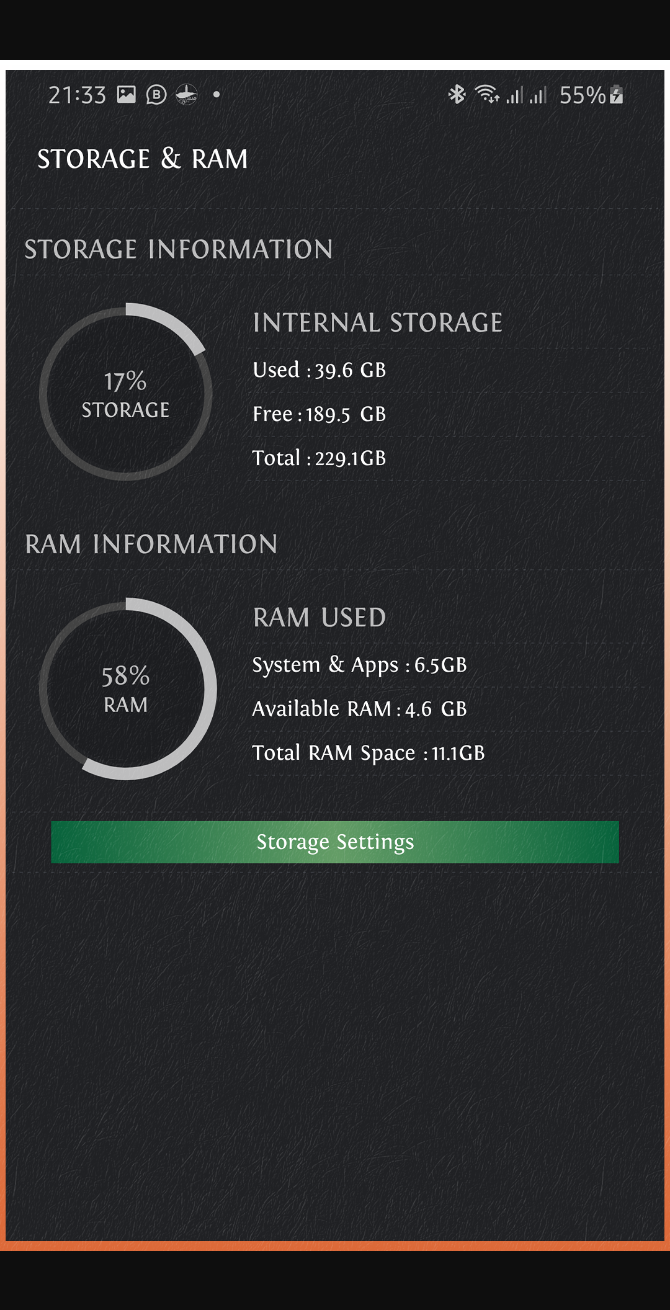 21:33 55%
STORAGE & RAM
STORAGE INFORMATION
17%
STORAGE
INTERNAL STORAGE
Used : 39.6 GB
Free : 189.5 GB
Total : 229.1GB
RAM INFORMATION
58%
RAM
RAM USED
System & Apps : 6.5GB
Available RAM : 4.6 GB
Total RAM Space : 11.1GB
Storage Settings